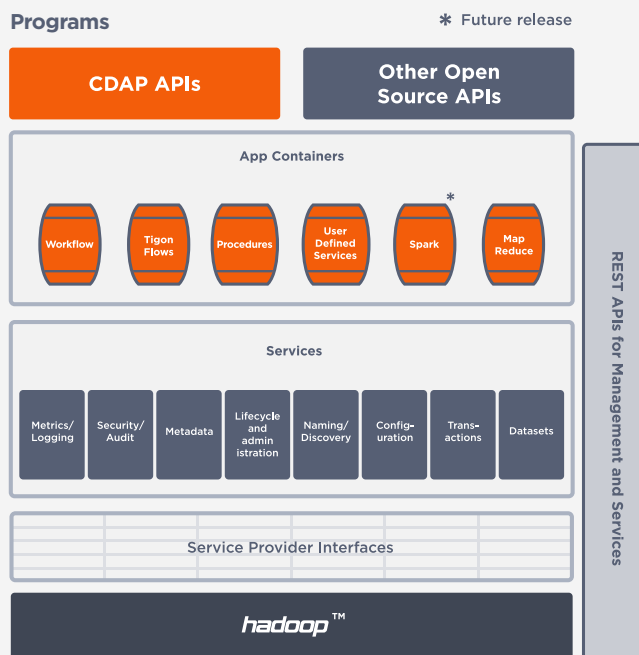 Programs
* Future release
CDAP APIs
Other Open
Source APIs
App Containers
*
Workflow
Tigon
Flows
Procedures
User
Defined
Services
Spark
Map
Reduce
Services
Metrics/
Logging
Security/
Audit
Metadata
Lifecycle
and
admin
istration
Naming/
Discovery
Config-
uration
Trans-
actions
Datasets
Service Provider Interfaces
hadoop™
REST APIs for Management and Services